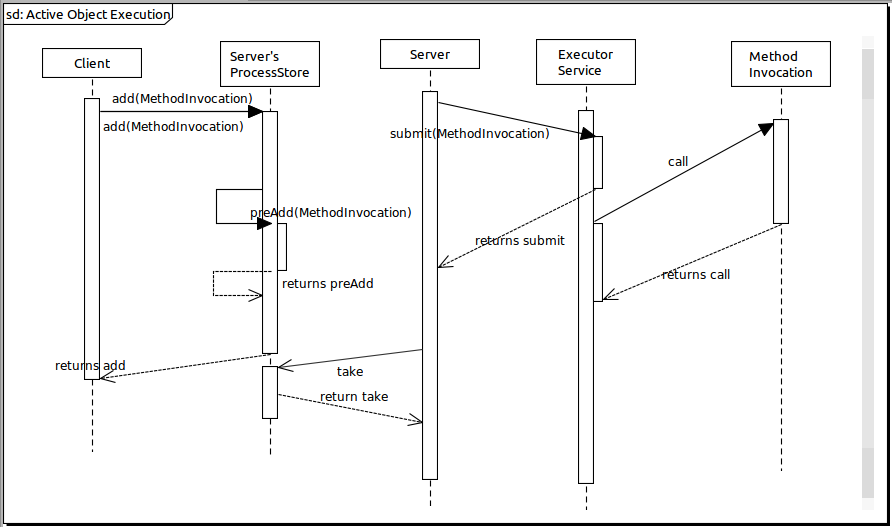 sd: Active Object Execution
Client
Server's
ProcessStore
Server
Executor
Service
Method
Invocation
add(MethodInvocation)
add(MethodInvocation)
submit(MethodInvocation)
call
preAdd(MethodInvocation)
returns submit
returns call
returns preAdd
returns add
take
return take